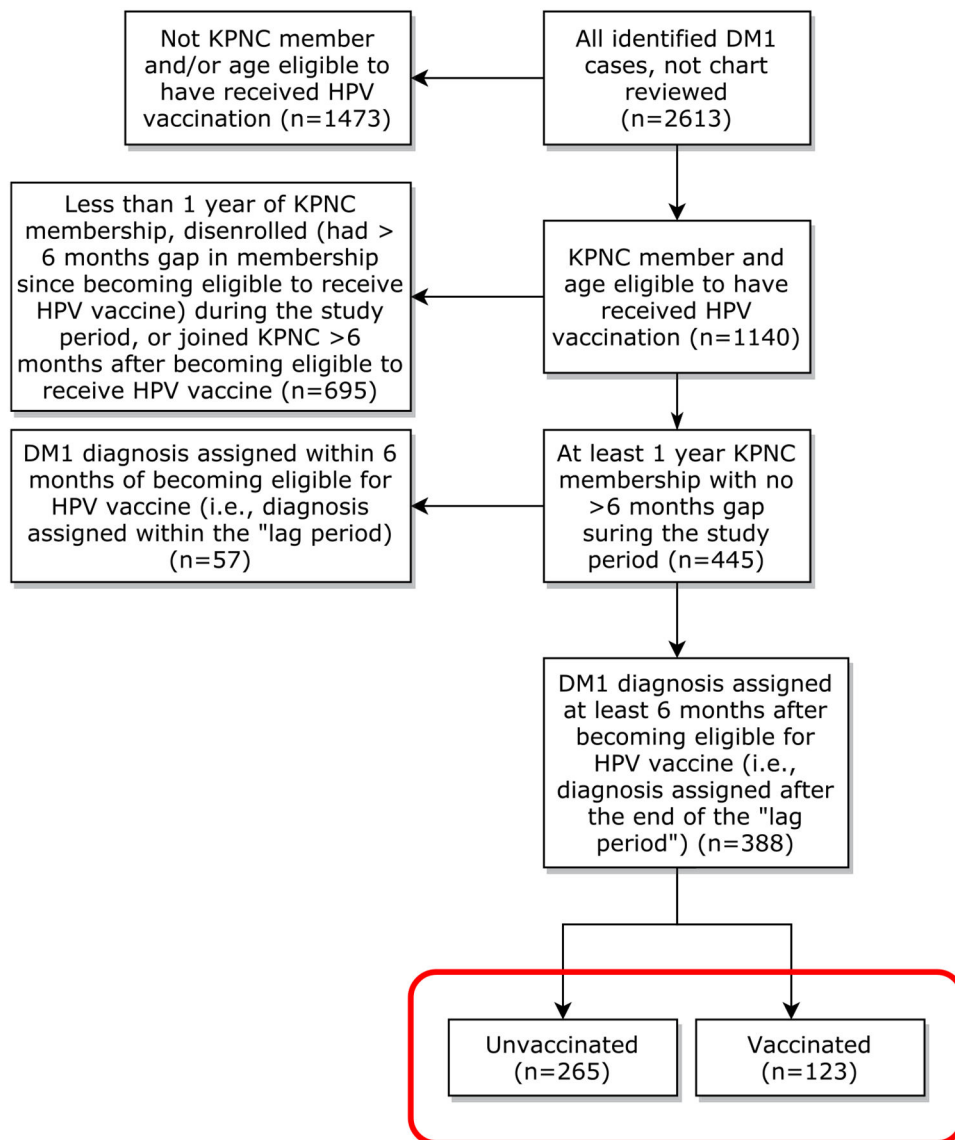 Not KPNC member
and/or age eligible to
have received HPV
vaccination (n=1473)
All identified DM1
cases, not chart
reviewed
(n=2613)
Less than 1 year of KPNC
membership, disenrolled (had >
6 months gap in membership
since becoming eligible to receive
HPV vaccine) during the study
period, or joined KPNC >6
months after becoming eligible to
receive HPV vaccine (n=695)
KPNC member and
age eligible to have
received HPV
vaccination (n=1140)
DM1 diagnosis assigned within 6
months of becoming eligible for
HPV vaccine (i.e., diagnosis
assigned within the "lag period)
(n=57)
At least 1 year KPNC
membership with no
>6 months gap
suring the study
period (n=445)
DM1 diagnosis assigned
at least 6 months after
becoming eligible for
HPV vaccine (i.e.,
diagnosis assigned after
the end of the "lag
period") (n=388)
Unvaccinated
(n=265)
Vaccinated
(n=123)